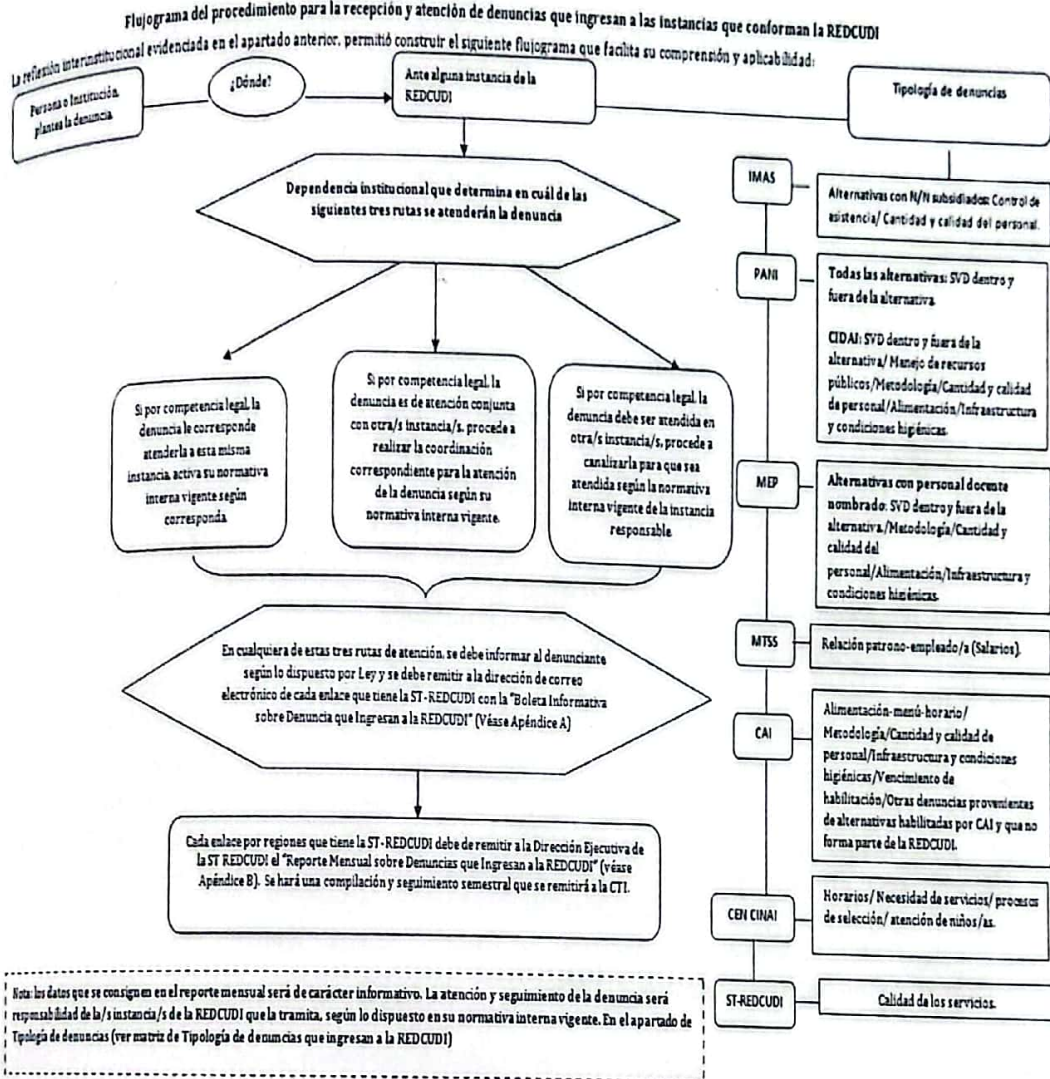 Flujograma del procedimiento para la recepción y atención de denuncias que ingresan a las instancias que conforman la REDCUDI
La reflexión interinstitucional evidenciada en el apartado anterior, permitió construir el siguiente flujograma que facilita su comprensión y aplicabilidad:
Persona o Institución,
plantea la denuncia.
¿Dónde?
Ante alguna instancia de la
REDCUDI
Tipología de denuncias
Dependencia institucional que determina en cuál de las
siguientes tres rutas se atenderán la denuncia
Si por competencia legal, la
denuncia le corresponde
atenderla a esta misma
instancia, activa su normativa
interna vigente según
corresponda.
Si por competencia legal, la
denuncia es de atención conjunta
con otra/s instancia/s, procede a
realizar la coordinación
correspondiente para la atención
de la denuncia según su
normativa interna vigente.
Si por competencia legal, la
denuncia debe ser atendida en
otra/s instancia/s, procede a
canalizarla para que sea
atendida según la normativa
interna vigente de la instancia
responsable.
En cualquiera de estas tres rutas de atención, se debe informar al denunciante
según lo dispuesto por Ley y se debe remitir a la dirección de correo
electrónico de cada enlace que tiene la ST-REDCUDI con la "Boleta Informativa
sobre Denuncia que Ingresan a la REDCUDI" (Véase Apéndice A)
Cada enlace por regiones que tiene la ST-REDCUDI debe de remitir a la Dirección Ejecutiva de
la ST REDCUDI el "Reporte Mensual sobre Denuncias que Ingresan a la REDCUDI" (véase
Apéndice B). Se hará una compilación y seguimiento semestral que se remitirá a la CTI.
IMAS
Alternativas con N/N subsidiados: Control de
asistencia/ Cantidad y calidad del personal.
PANI
Todas las alternativas: SVD dentro y
fuera de la alternativa.
CIDAI: SVD dentro y fuera de la
alternativa/ Manejo de recursos
públicos/Metodología/Cantidad y calidad
de personal/Alimentación/Infraestructura
y condiciones higiénicas.
MEP
Alternativas con personal docente
nombrado: SVD dentro y fuera de la
alternativa./Metodología/Cantidad y
calidad del
personal/Alimentación/Infraestructura y
condiciones higiénicas.
MTSS
Relación patrono-empleado/a (Salarios).
CAI
Alimentación-menú-horario/
Metodología/Cantidad y calidad de
personal/Infraestructura y condiciones
higiénicas/Vencimiento de
habilitación/Otras denuncias provenientes
de alternativas habilitadas por CAI y que no
forma parte de la REDCUDI.
CEN CINAI
Horarios/ Necesidad de servicios/ procesos
de selección/ atención de niños/as.
ST-REDCUDI
Calidad de los servicios.
Nota: los datos que se consignen en el reporte mensual será de carácter informativo. La atención y seguimiento de la denuncia será
responsabilidad de la/s instancia/s de la REDCUDI que la tramita, según lo dispuesto en su normativa interna vigente. En el apartado de
Tipología de denuncias (ver matriz de Tipología de denuncias que ingresan a la REDCUDI)